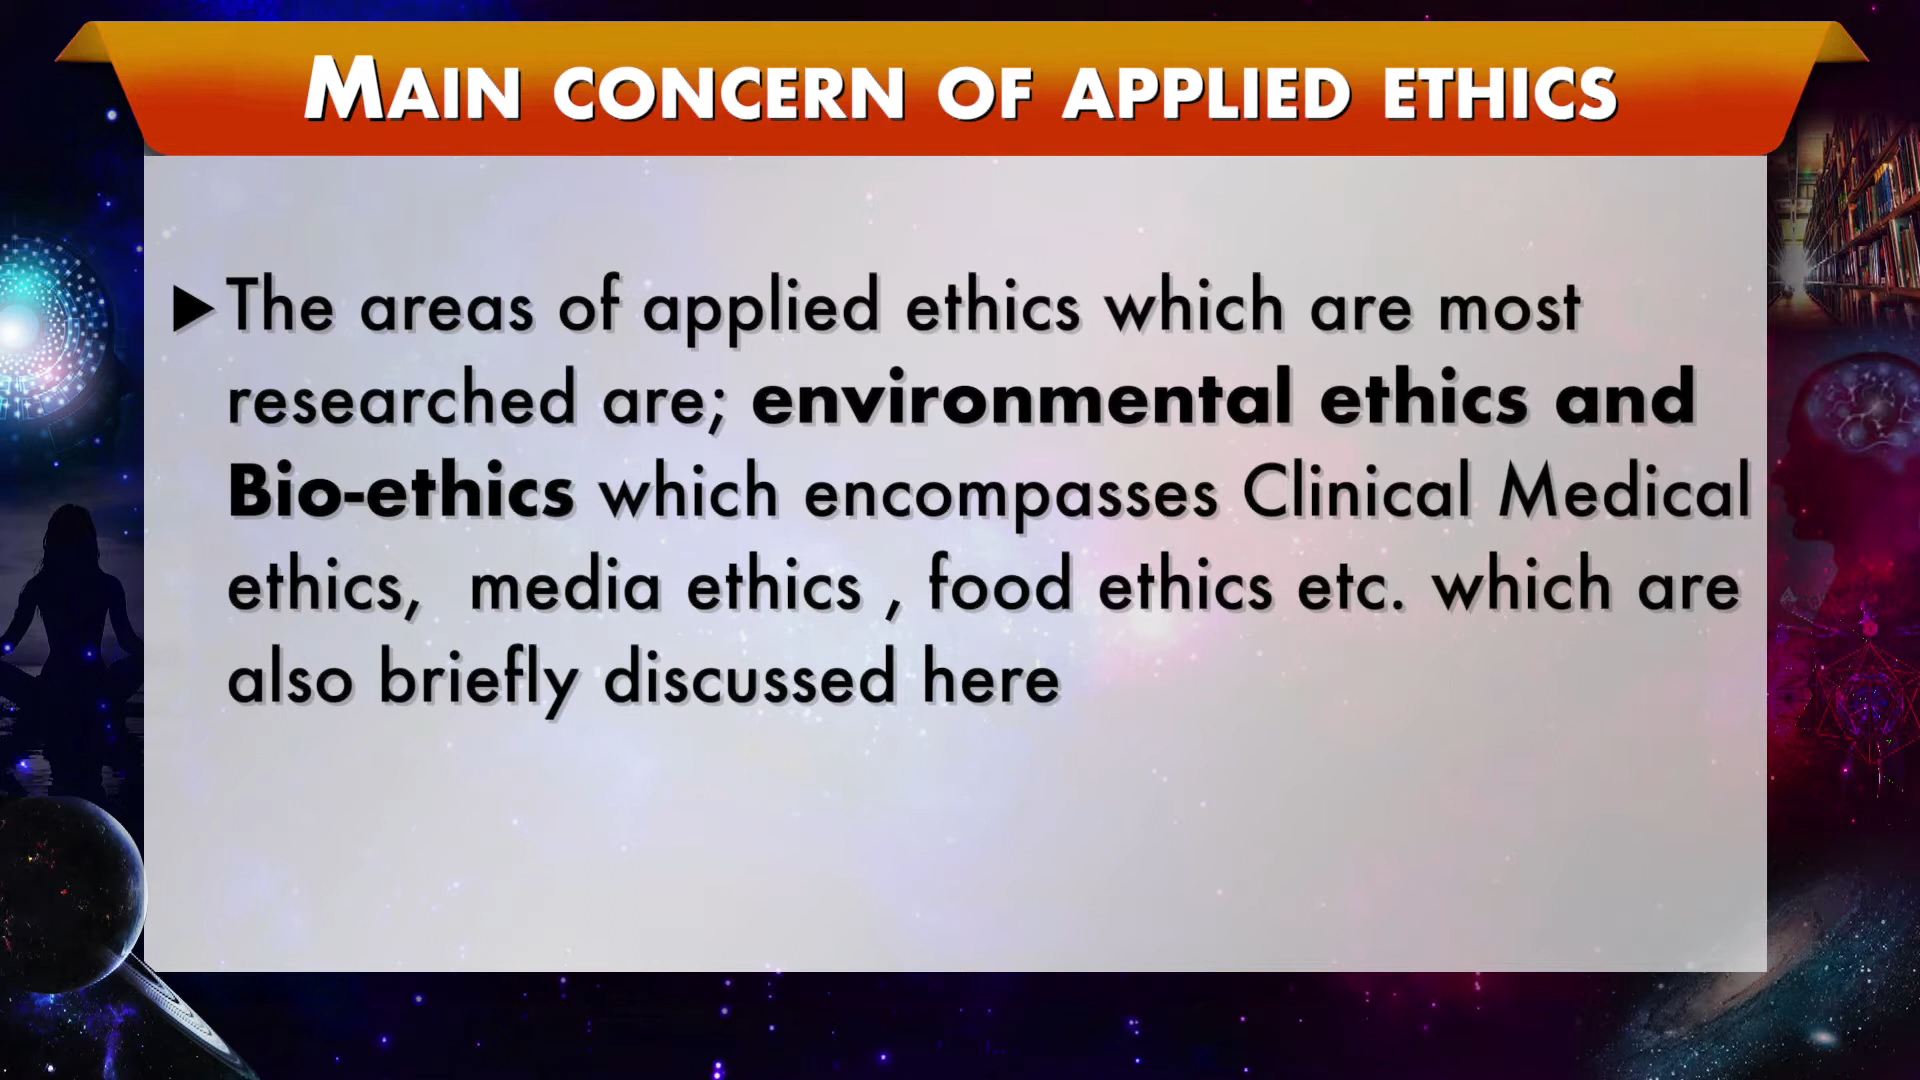 MAIN CONCERN OF APPLIED ETHICS
▶The areas of applied ethics which are most
researched are; environmental ethics and
Bio-ethics which encompasses Clinical Medical
ethics,  media ethics , food ethics etc. which are
also briefly discussed here